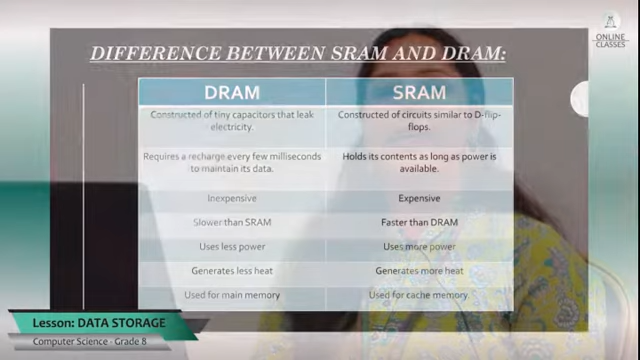 ONLINE
CLASSES
DIFFERENCE BETWEEN SRAM AND DRAM:
DRAM
SRAM
Constructed of tiny capacitors that leak
electricity.
Constructed of circuits similar to D-flip-
flops.
Requires a recharge every few milliseconds
to maintain its data.
Holds its contents as long as power is
available.
Inexpensive
Expensive
Slower than SRAM
Faster than DRAM
Uses less power
Uses more power
Generates less heat
Generates more heat
Used for main memory
Used for cache memory.
Lesson: DATA STORAGE
Computer Science - Grade 8